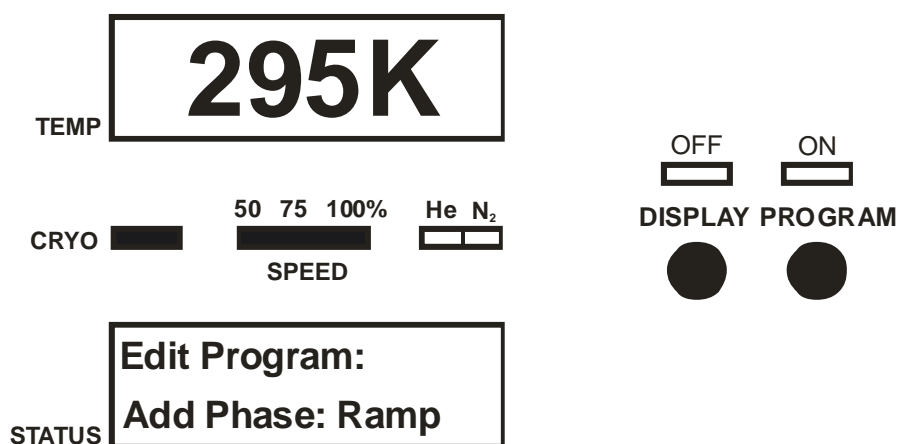 295K
TEMP
OFF ON
50 75 100% He N₂
DISPLAY PROGRAM
CRYO
SPEED
Edit Program:
Add Phase: Ramp
STATUS